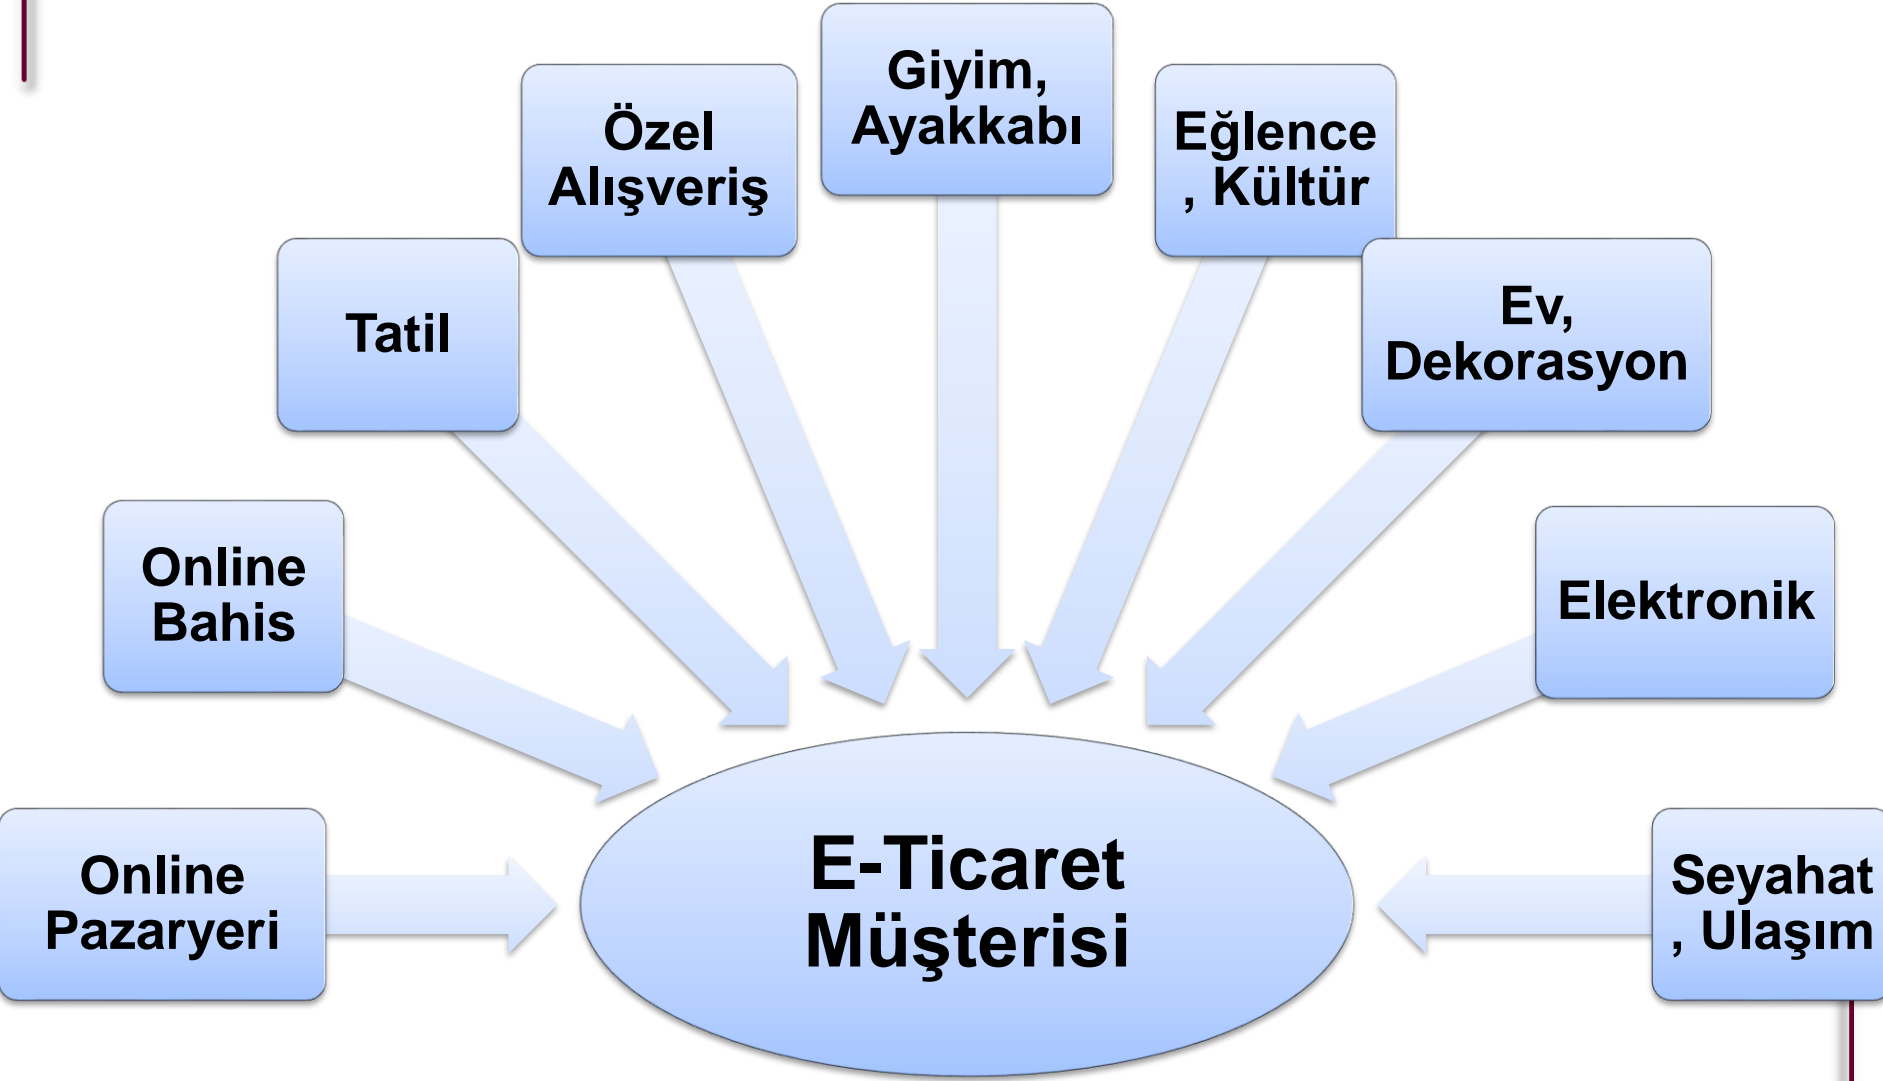 Giyim,
Ayakkabı
Özel
Alışveriş
Eğlence
, Kültür
Tatil
Ev,
Dekorasyon
Online
Bahis
Elektronik
Online
Pazaryeri
E-Ticaret
Müşterisi
Seyahat
, Ulaşım